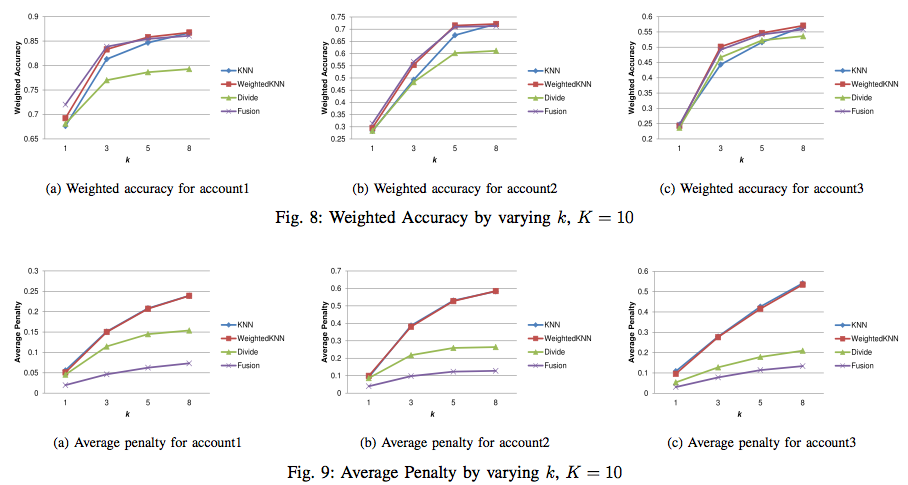 0.9
0.85
0.8
0.75
0.7
0.65
Weighted Accuracy
1 3 5 8
k
KNN
WeightedKNN
Divide
Fusion
0.75
0.7
0.65
0.6
0.55
0.5
0.45
0.4
0.35
0.3
0.25
Weighted Accuracy
1 3 5 8
k
KNN
WeightedKNN
Divide
Fusion
0.6
0.55
0.5
0.45
0.4
0.35
0.3
0.25
0.2
Weighted Accuracy
1 3 5 8
k
KNN
WeightedKNN
Divide
Fusion
(a) Weighted accuracy for account1
(b) Weighted accuracy for account2
(c) Weighted accuracy for account3
Fig. 8: Weighted Accuracy by varying k, K = 10
0.3
0.25
0.2
0.15
0.1
0.05
0
Average Penalty
1 3 5 8
k
KNN
WeightedKNN
Divide
Fusion
0.7
0.6
0.5
0.4
0.3
0.2
0.1
0
Average Penalty
1 3 5 8
k
KNN
WeightedKNN
Divide
Fusion
0.6
0.5
0.4
0.3
0.2
0.1
0
Average Penalty
1 3 5 8
k
KNN
WeightedKNN
Divide
Fusion
(a) Average penalty for account1
(b) Average penalty for account2
(c) Average penalty for account3
Fig. 9: Average Penalty by varying k, K = 10